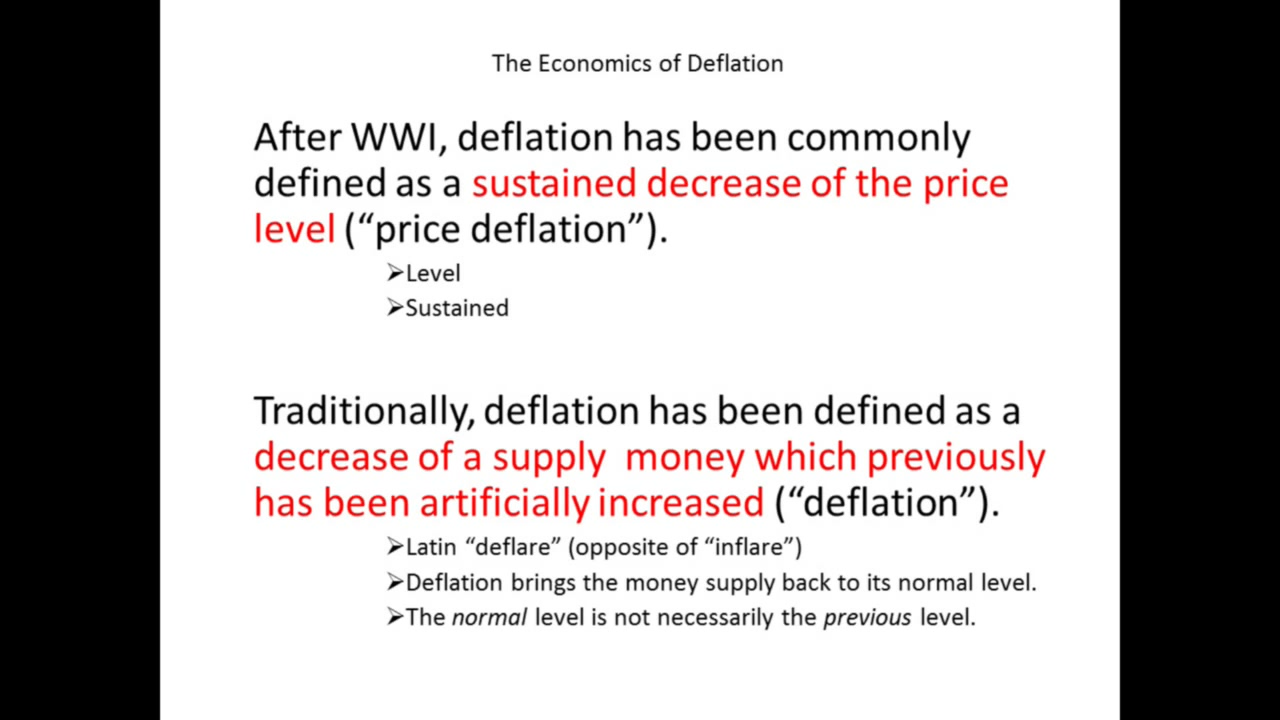 The Economics of Deflation
After WWI, deflation has been commonly
defined as a sustained decrease of the price
level (“price deflation”).
➢Level
➢Sustained
Traditionally, deflation has been defined as a
decrease of a supply  money which previously
has been artificially increased (“deflation”).
➢Latin “deflare” (opposite of “inflare”)
➢Deflation brings the money supply back to its normal level.
➢The normal level is not necessarily the previous level.